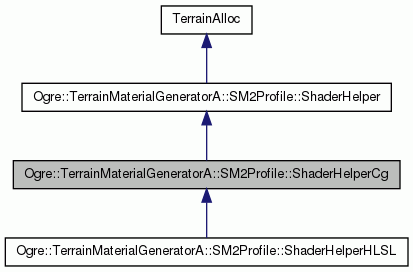 TerrainAlloc
Ogre::TerrainMaterialGeneratorA::SM2Profile::ShaderHelper
Ogre::TerrainMaterialGeneratorA::SM2Profile::ShaderHelperCg
Ogre::TerrainMaterialGeneratorA::SM2Profile::ShaderHelperHLSL